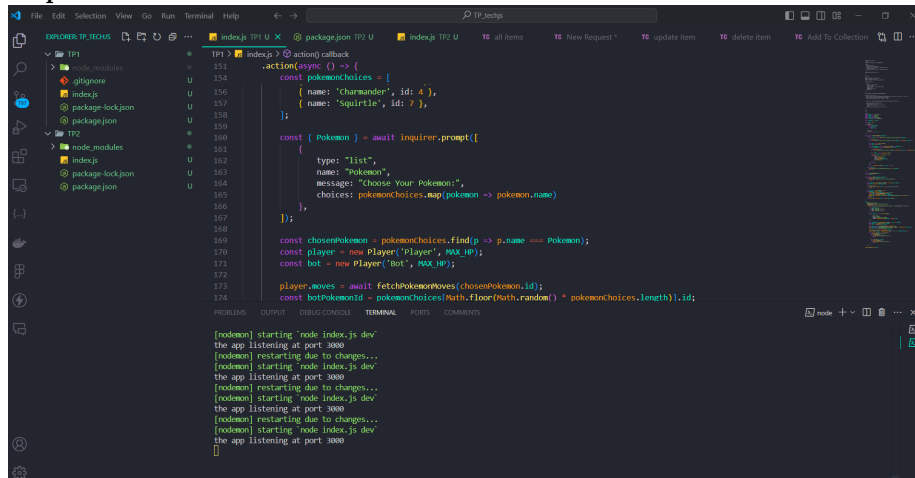 File Edit Selection View Go Run Terminal Help
TP_techjs
EXPLORER: TP_TECHJS
index.js TP1 U
package.json TP2 U
index.js TP2 U
TC all items
TC New Request *
TC update item
TC delete item
TC Add To Collection
TP1
node_modules
.gitignore U
index.js U
package-lock.json U
package.json U
TP2
node_modules
index.js U
package-lock.json U
package.json U
TP1 > index.js > action() callback
151 .action(async () => {
154 const pokemonChoices = [
156 { name: 'Charmander', id: 4 },
157 { name: 'Squirtle', id: 7 },
158 ];
159
160 const { Pokemon } = await inquirer.prompt([
161 {
162 type: "list",
163 name: "Pokemon",
164 message: "Choose Your Pokemon:",
165 choices: pokemonChoices.map(pokemon => pokemon.name)
166 },
167 ]);
168
169 const chosenPokemon = pokemonChoices.find(p => p.name === Pokemon);
170 const player = new Player('Player', MAX_HP);
171 const bot = new Player('Bot', MAX_HP);
172
173 player.moves = await fetchPokemonMoves(chosenPokemon.id);
174 const botPokemonId = pokemonChoices[Math.floor(Math.random() * pokemonChoices.length)].id;
PROBLEMS OUTPUT DEBUG CONSOLE TERMINAL PORTS COMMENTS
node
[nodemon] starting `node index.js dev`
the app listening at port 3000
[nodemon] restarting due to changes...
[nodemon] starting `node index.js dev`
the app listening at port 3000
[nodemon] restarting due to changes...
[nodemon] starting `node index.js dev`
the app listening at port 3000
[nodemon] restarting due to changes...
[nodemon] starting `node index.js dev`
the app listening at port 3000